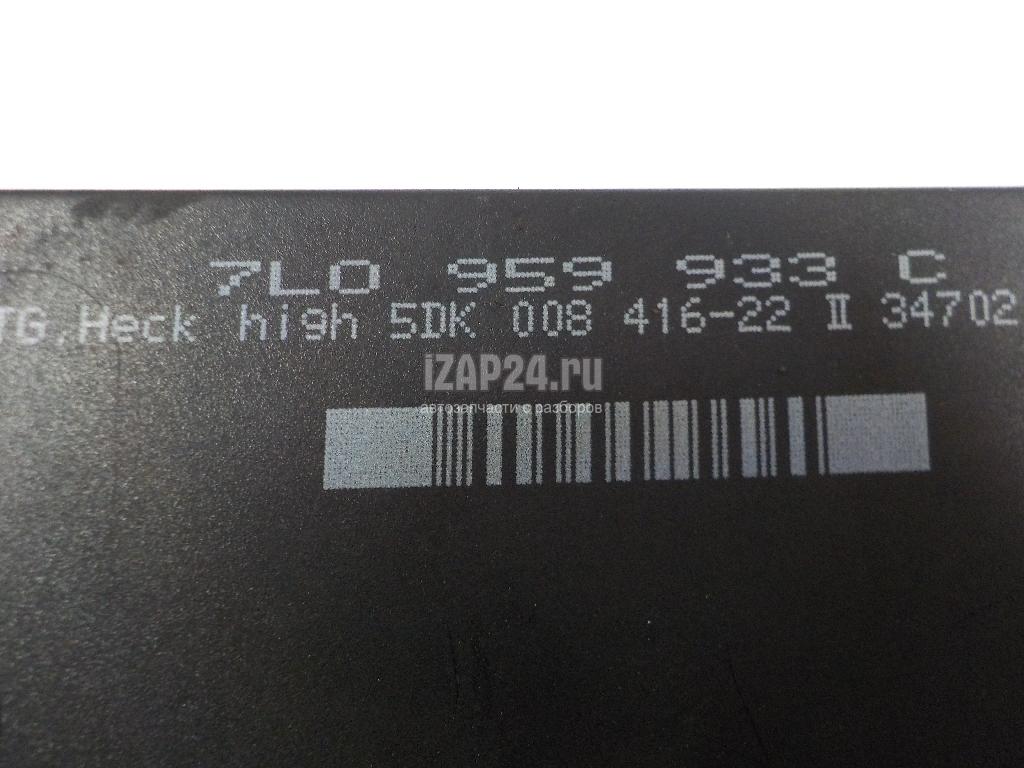 7L0 959 933 C
TG.Heck high 5DK 008 416-22 II 34702
iZAP24.ru
автозапчасти с разборов